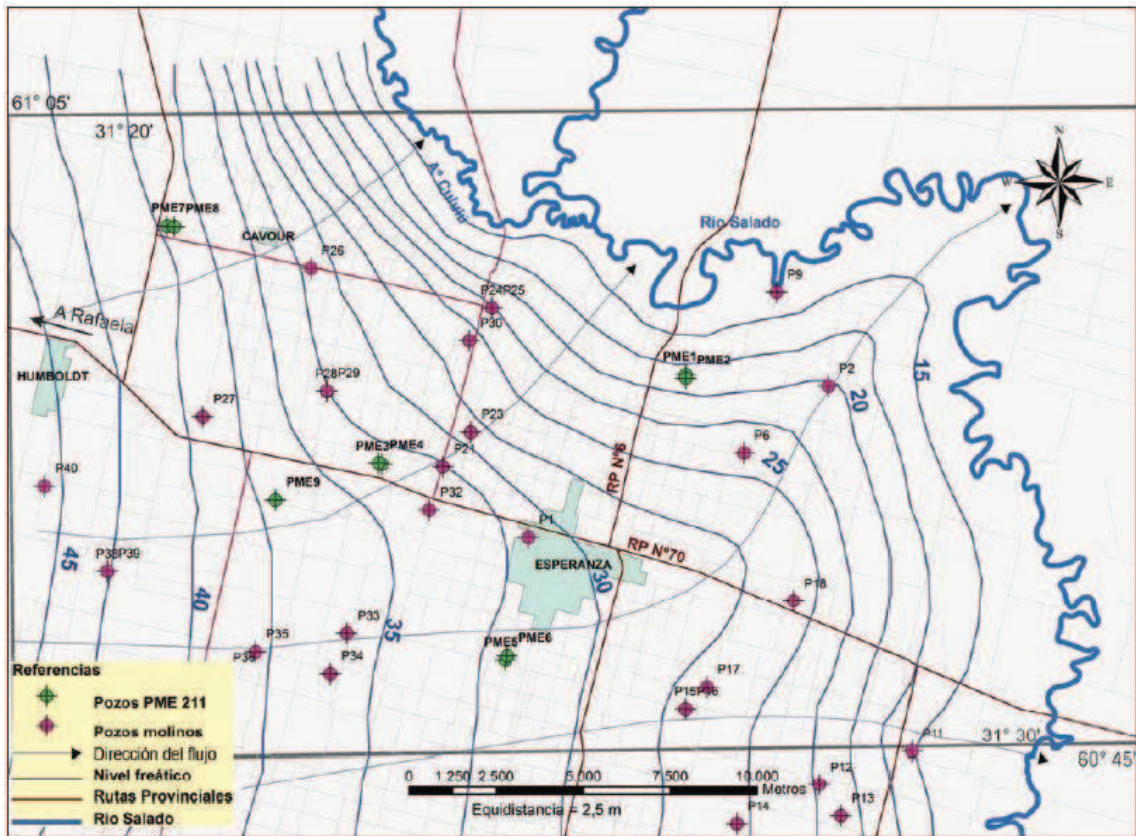 61° 05'
31° 20'
N
W E
S
A° Cululú
PME7PME8
CAVOUR
Rio Salado
P26
P9
P24P25
A Rafaela
P30
PME1PME2
15
HUMBOLDT
P28P29
P2
20
P27
P23
P6
25
PME3PME4
P21
RP N°6
P40
PME9
P32
P1
RP N°70
45
P38P39
ESPERANZA
30
40
P18
P33
35
P35
PME5PME6
P36
P34
Referencias
P17
Pozos PME 211
P15P16
Pozos molinos
Dirección del flujo
P11
31° 30'
60° 45'
Nivel freático
0 1.250 2.500 5.000 7.500 10.000
Metros
P12
Rutas Provinciales
Equidistancia = 2,5 m
P14
P13
Rio Salado